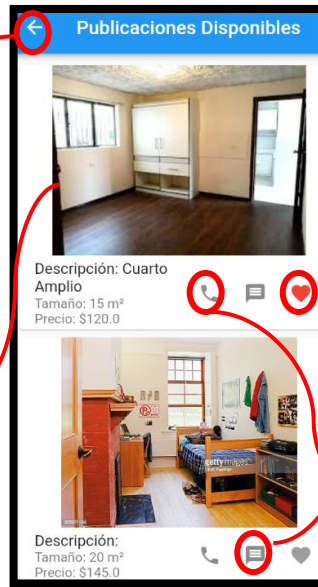 Publicaciones Disponibles
Descripción: Cuarto
Amplio
Tamaño: 15 m²
Precio: $120.0
gettyimages
Descripción:
Tamaño: 20 m²
Precio: $145.0